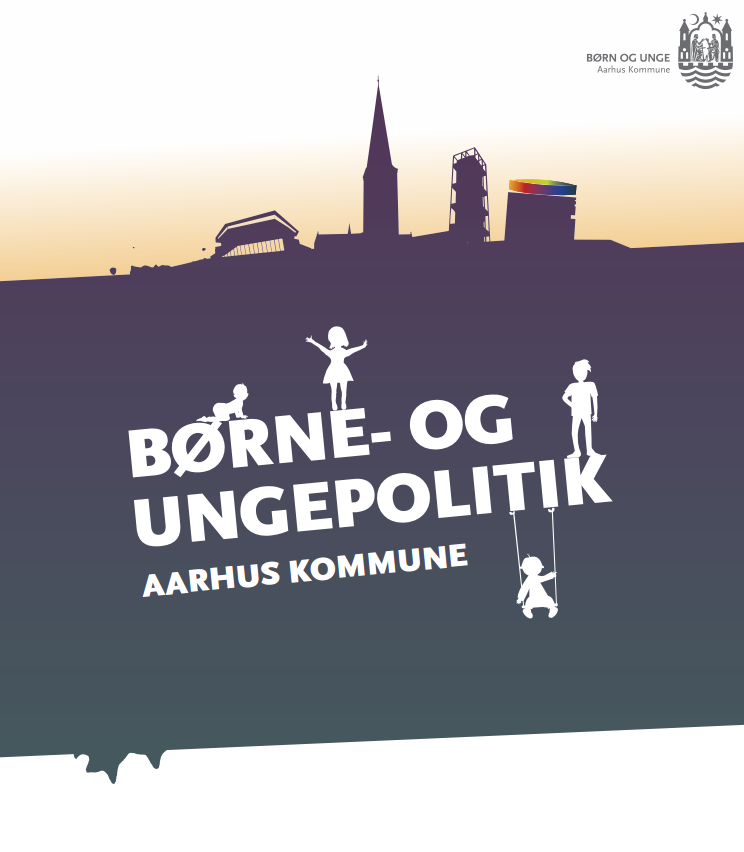 BØRN OG UNGE
Aarhus Kommune
BØRNE- OG
UNGEPOLITIK
AARHUS KOMMUNE